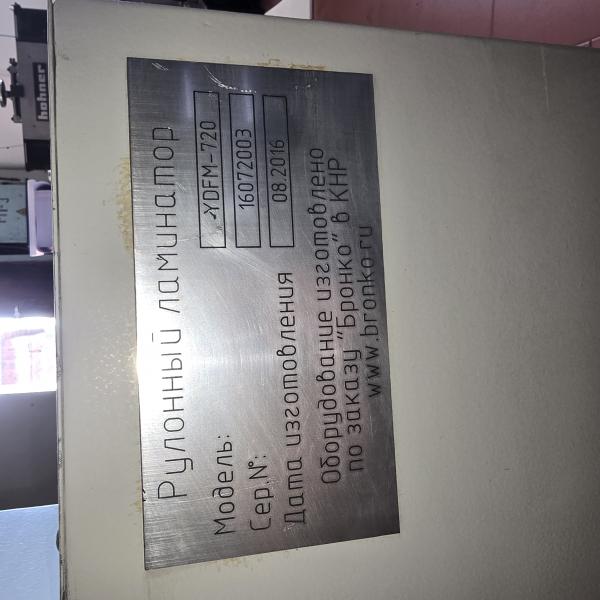 Рулонный ламинатор
Модель: YDFM-720
Сер.№: 16072003
Дата изготовления 08.2016
Оборудование изготовлено
по заказу "Бронко" в КНР
www.bronko.ru
hohner